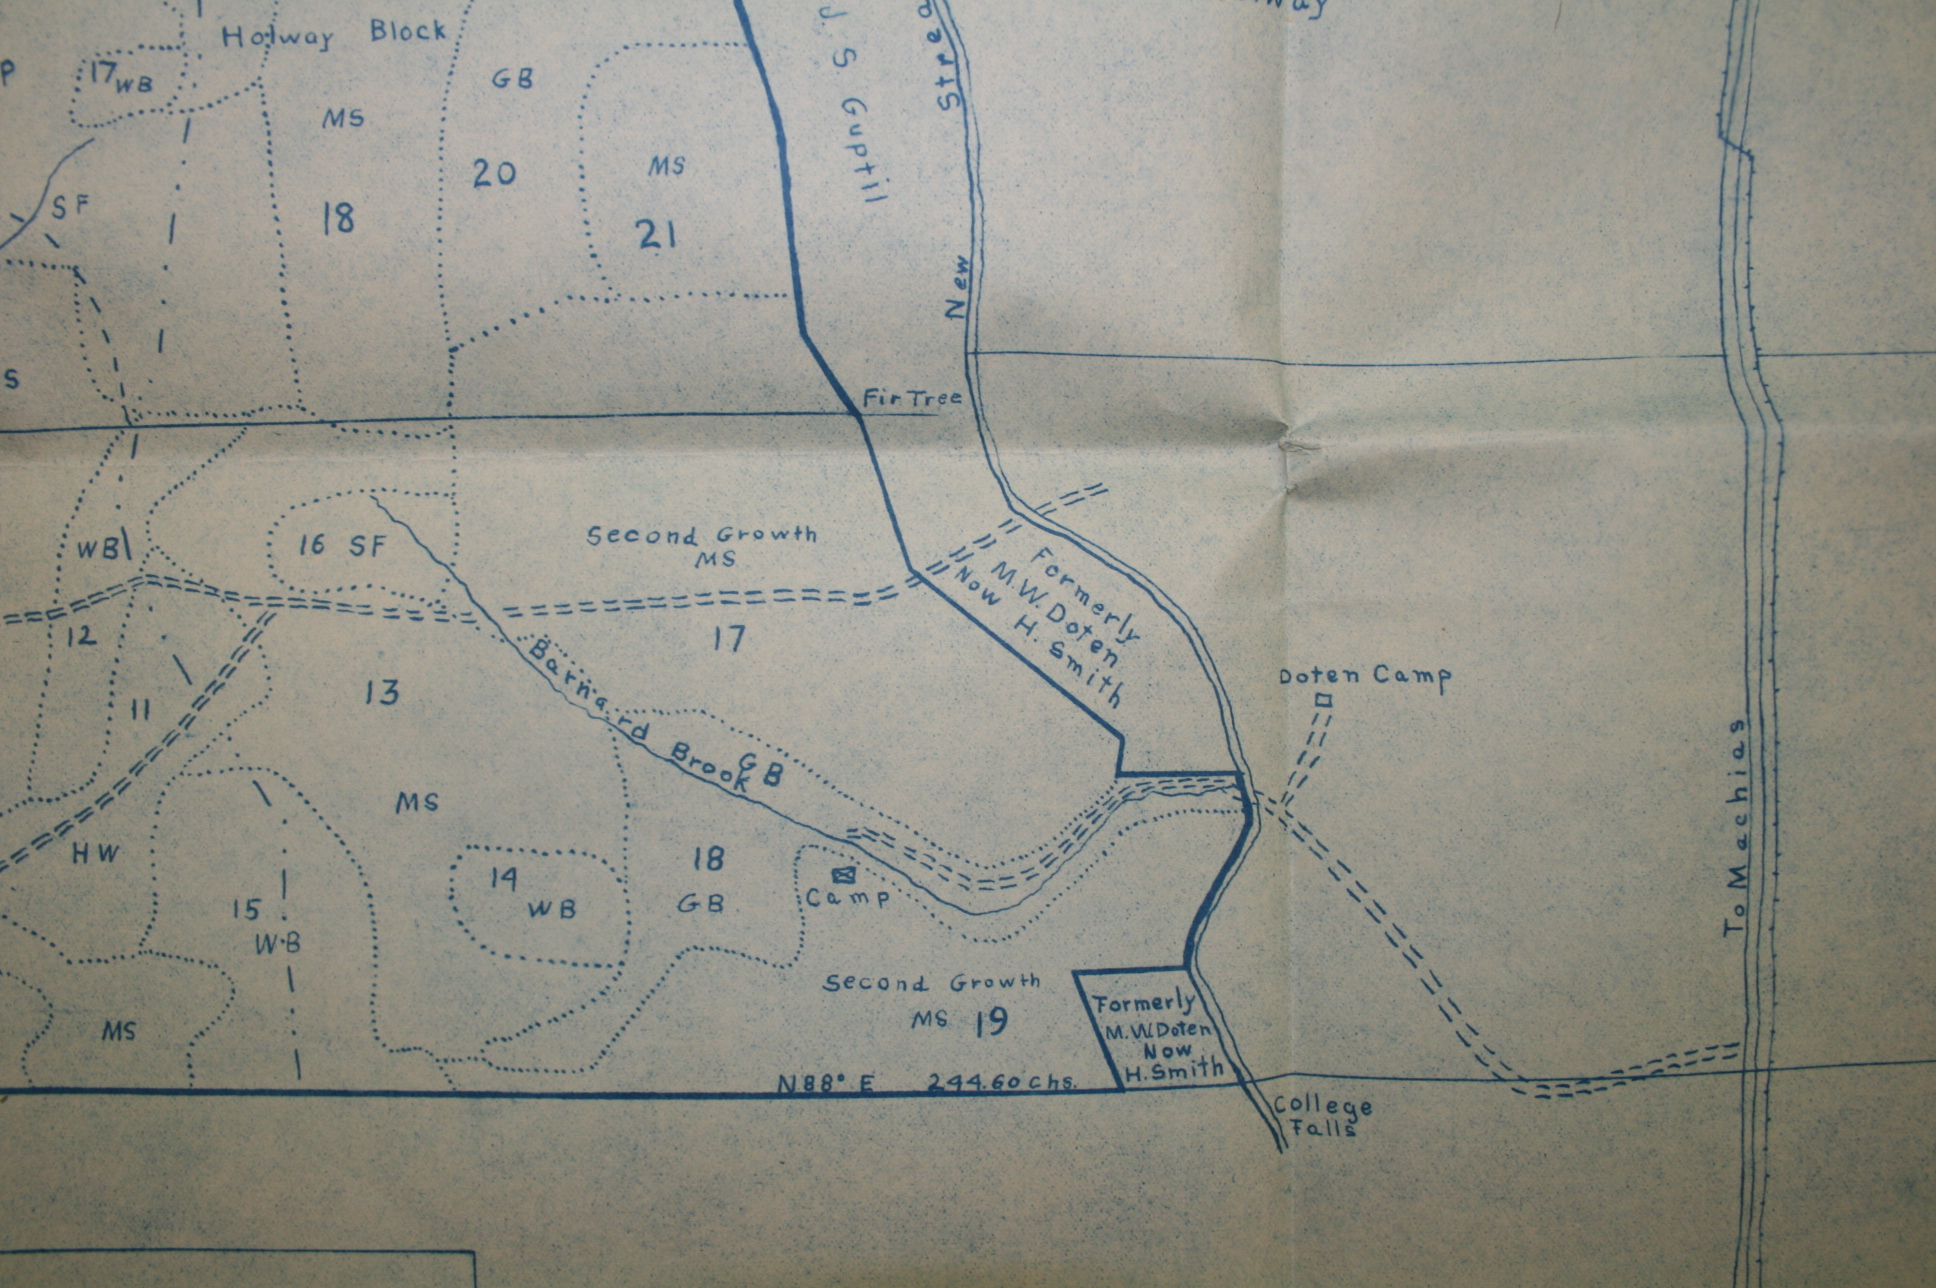 To Machias
Doten Camp
College
Falls
Formerly
M.W.Doten
Now
H. Smith
Formerly
M.W. Doten
Now H. Smith
New
Stree
J. S. Guptil
Fir Tree
Second Growth
MS 19
N88° E 244.60 chs.
Camp
Second Growth
MS
17
GB
Barnard Brook
18
GB
MS
21
GB
20
14
WB
Holway Block
MS
18
16 SF
13
MS
15
W.B
17
WB
SF
WB
12
11
HW
MS
S
P